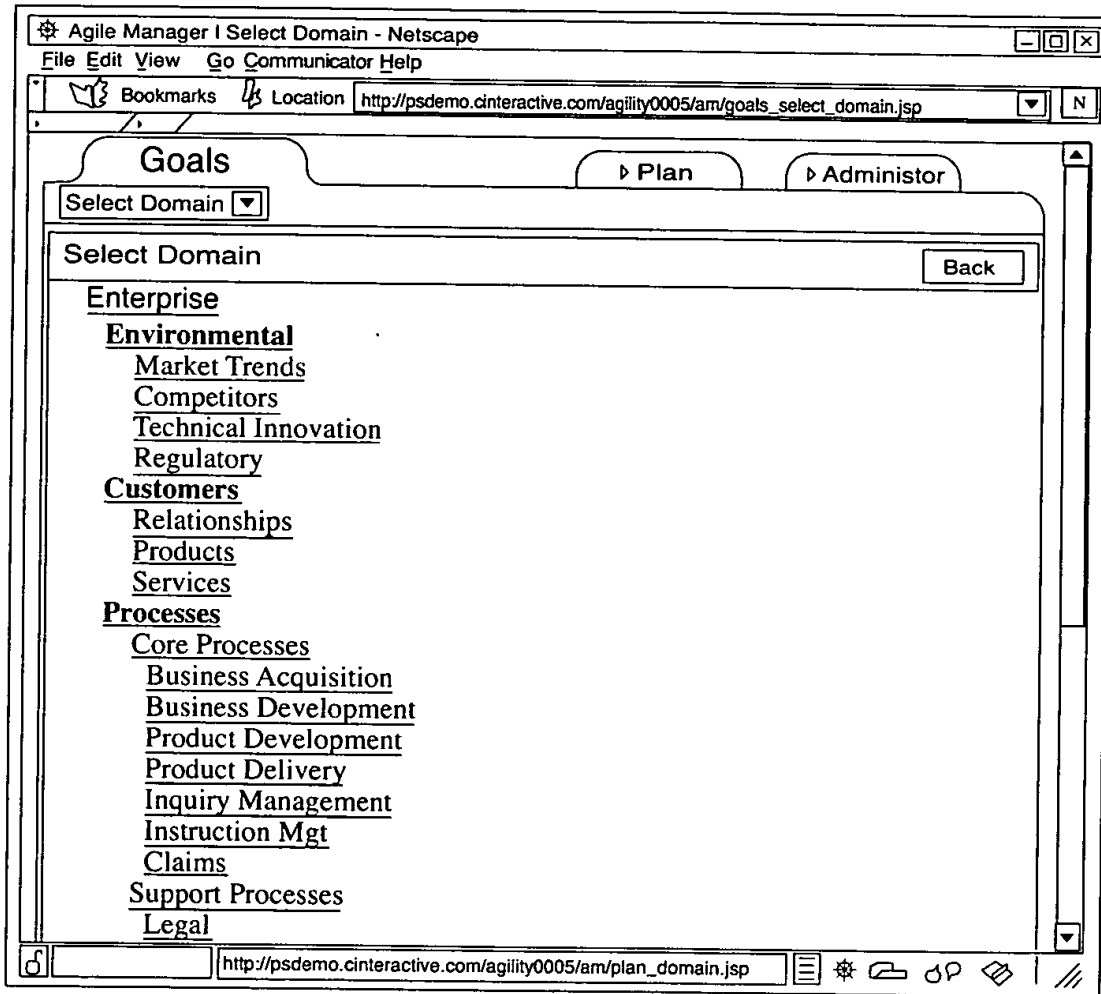 Agile Manager I Select Domain - Netscape
File Edit View Go Communicator Help
Bookmarks Location http://psdemo.cinteractive.com/agility0005/am/goals_select_domain.jsp N
Goals Plan Administor
Select Domain
Select Domain Back
Enterprise
Environmental
Market Trends
Competitors
Technical Innovation
Regulatory
Customers
Relationships
Products
Services
Processes
Core Processes
Business Acquisition
Business Development
Product Development
Product Delivery
Inquiry Management
Instruction Mgt
Claims
Support Processes
Legal
http://psdemo.cinteractive.com/agility0005/am/plan_domain.jsp